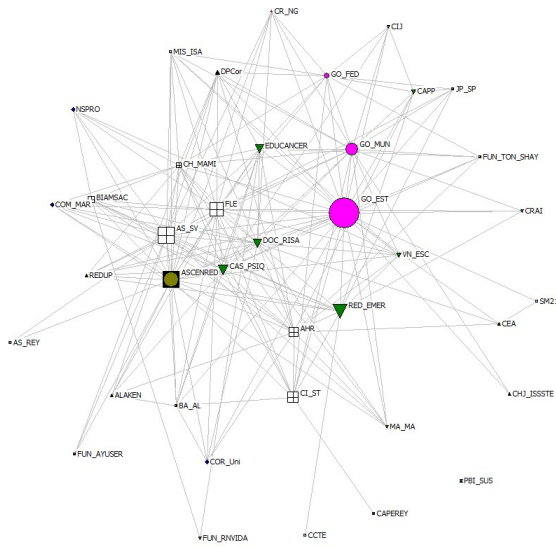 CR_NG
CIJ
MIS_ISA
DPCor
GO_FED
CAPP
JP_SP
NSPRO
EDUCANCER
GO_MUN
FUN_TON_SHAY
CH_MAMI
BIAMSAC
COM_MAR
FLE
GO_EST
CRAI
AS_SV
DOC_RISA
VN_ESC
REDUP
ASCENRED
CAS_PSIQ
RED_EMER
CEA
AHR
AS_REY
ALAKEN
BA_AL
CI_ST
CHJ_ISSSTE
MA_MA
FUN_AYUSER
COR_Uni
PBI_SUS
CAPEREY
FUN_RNVIDA
CCTE